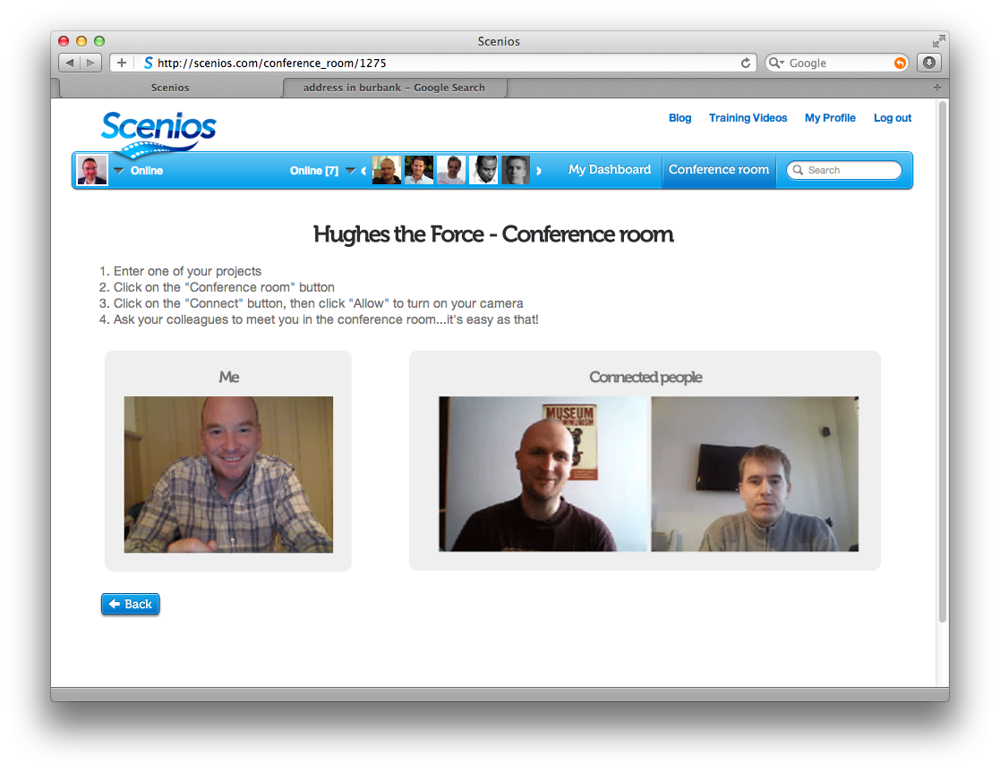 Scenios
http://scenios.com/conference_room/1275
Google
Scenios
address in burbank – Google Search
Scenios
Blog Training Videos My Profile Log out
Online Online [7] My Dashboard Conference room Search
Hughes the Force - Conference room
1. Enter one of your projects
2. Click on the "Conference room" button
3. Click on the "Connect" button, then click "Allow" to turn on your camera
4. Ask your colleagues to meet you in the conference room...it's easy as that!
Me
Connected people
MUSEUM
Back